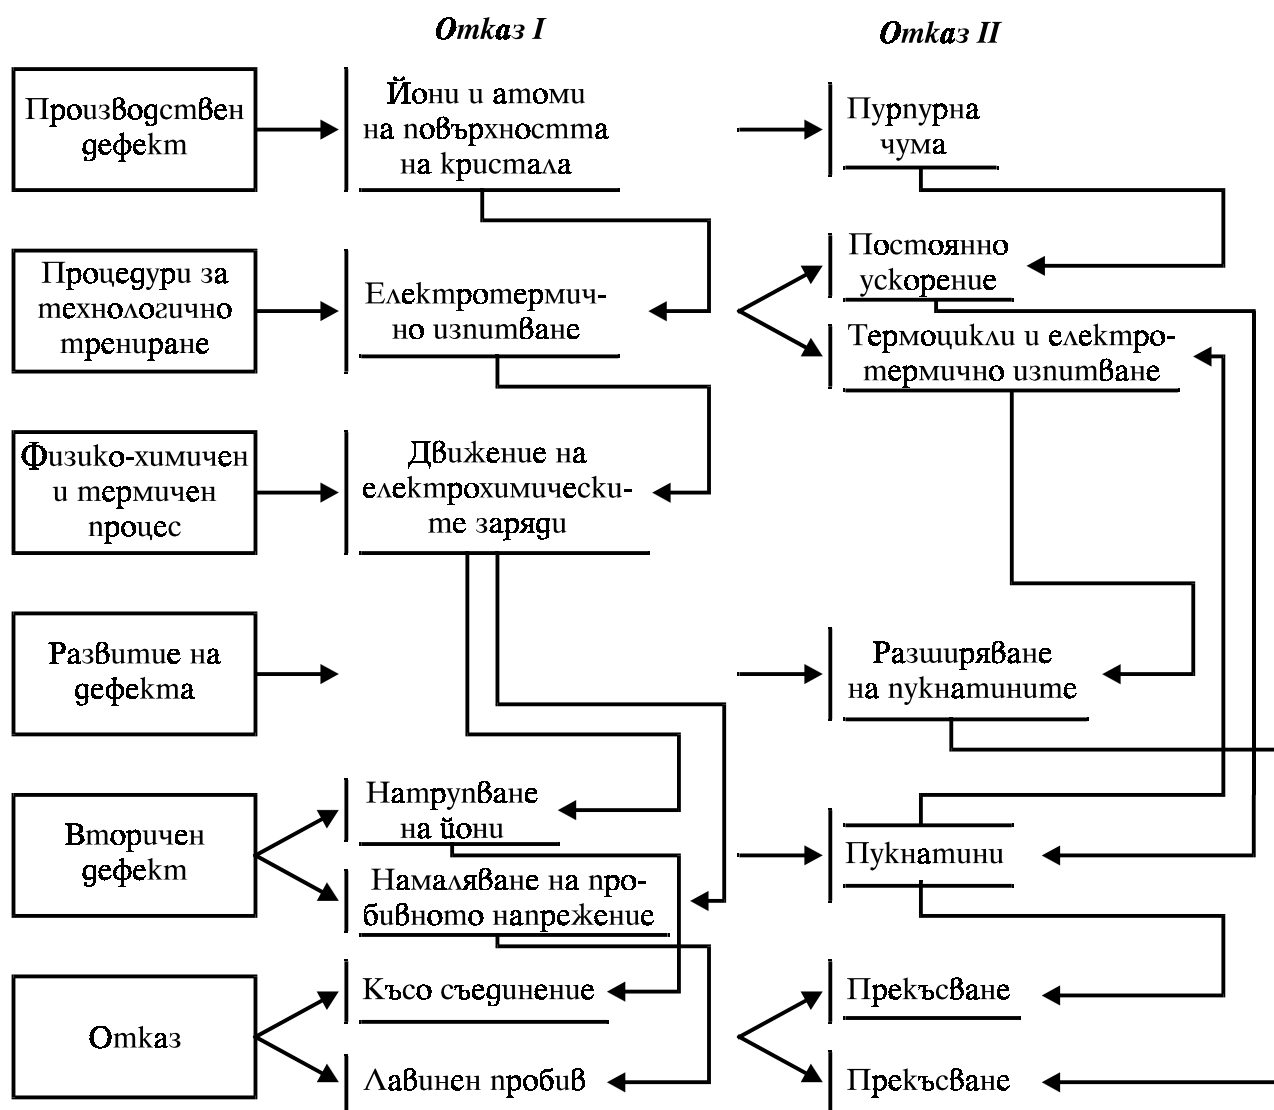 Отказ I
Отказ II
Производствен
дефект
Йони и атоми
на повърхността
на кристала
Пурпурна
чума
Процедури за
технологично
трениране
Електротермич-
но изпитване
Постоянно
ускорение
Термоцикли и електро-
термично изпитване
Физико-химичен
и термичен
процес
Движение на
електрохимически-
те заряди
Развитие на
дефекта
Разширяване
на пукнатините
Вторичен
дефект
Натрупване
на йони
Намаляване на про-
бивното напрежение
Пукнатини
Отказ
Късо съединение
Лавинен пробив
Прекъсване
Прекъсване